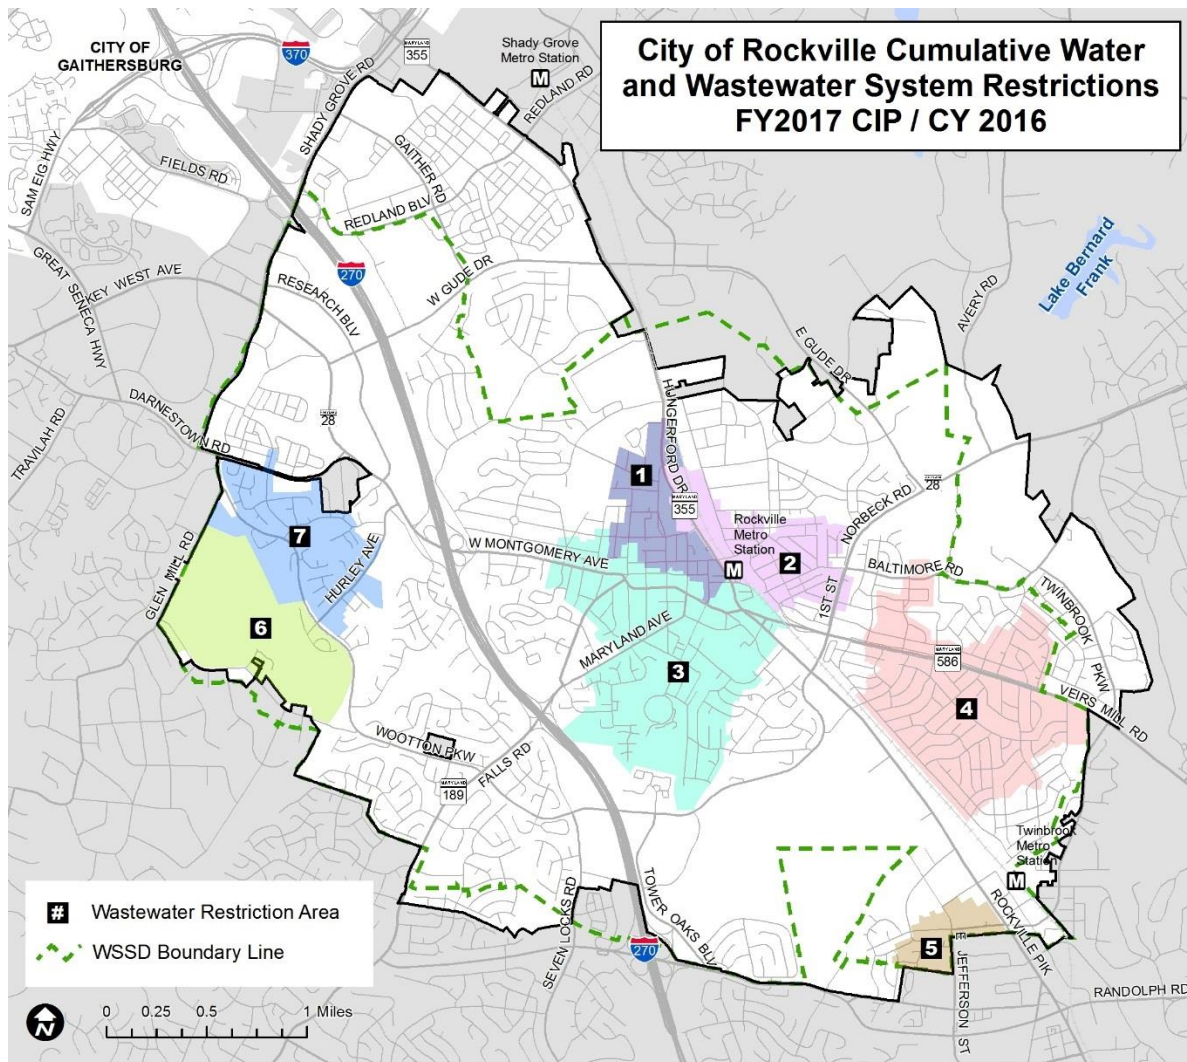 City of Rockville Cumulative Water
and Wastewater System Restrictions
FY2017 CIP / CY 2016
CITY OF
GAITHERSBURG
370
MARYLAND
355
Shady Grove
Metro Station
M
REDLAND RD
SHADY GROVE RD
SAM EIG HWY
FIELDS RD
GAITHER RD
REDLAND BLV
GREAT SENECA HWY
KEY WEST AVE
RESEARCH BLV
270
W GUDE DR
Lake Bernard
Frank
AVERY RD
E GUDE DR
HUNGERFORD DR
TRAVILAH RD
DARNESTOWN RD
28
1
MARYLAND
355
NORBECK RD
28
Rockville
Metro
Station
M
2
7
HURLEY AVE
W MONTGOMERY AVE
GLEN MILL RD
1ST ST
BALTIMORE RD
TWINBROOK
PKW
6
MARYLAND AVE
3
MARYLAND
586
4
VEIRS MILL RD
WOOTTON PKW
FALLS RD
MARYLAND
189
Twinbrook
Metro
Station
M
TOWER OAKS BLV
SEVEN LOCKS RD
270
ROCKVILLE PIK
5
E JEFFERSON ST
RANDOLPH RD
# Wastewater Restriction Area
WSSD Boundary Line
N
0 0.25 0.5 1 Miles